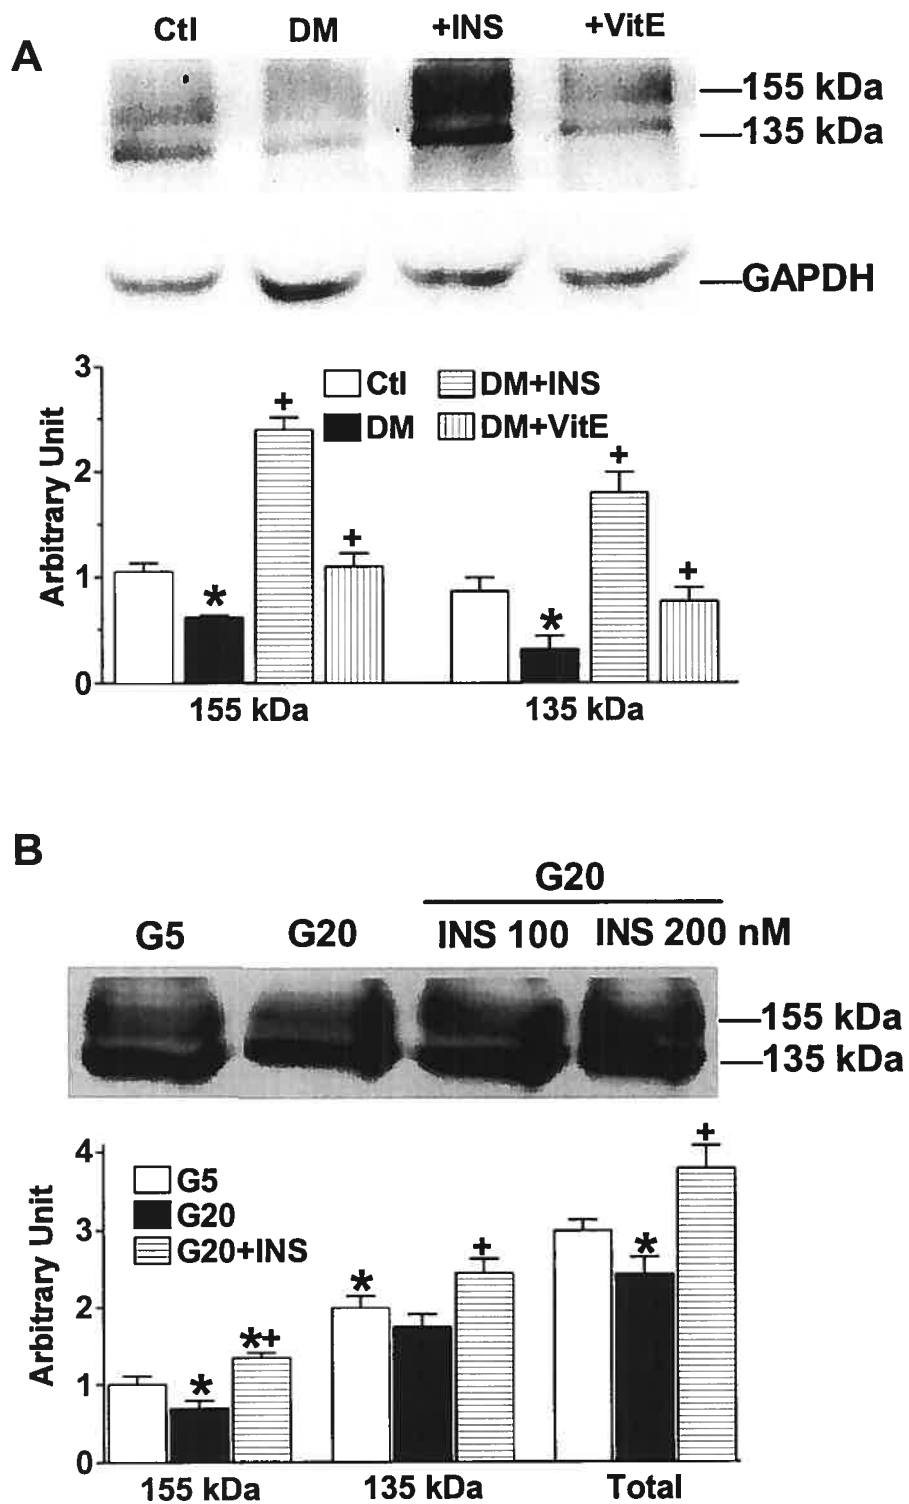 A
Ctl DM +INS +VitE
155 kDa
135 kDa
GAPDH
3
2
1
0
Arbitrary Unit
Ctl DM+INS
DM DM+VitE
+
+
+
+
*
*
155 kDa 135 kDa
B
G20
G5 G20 INS 100 INS 200 nM
155 kDa
135 kDa
4
3
2
1
0
Arbitrary Unit
G5
G20
G20+INS
+
*
+
*
*+
*
155 kDa 135 kDa Total